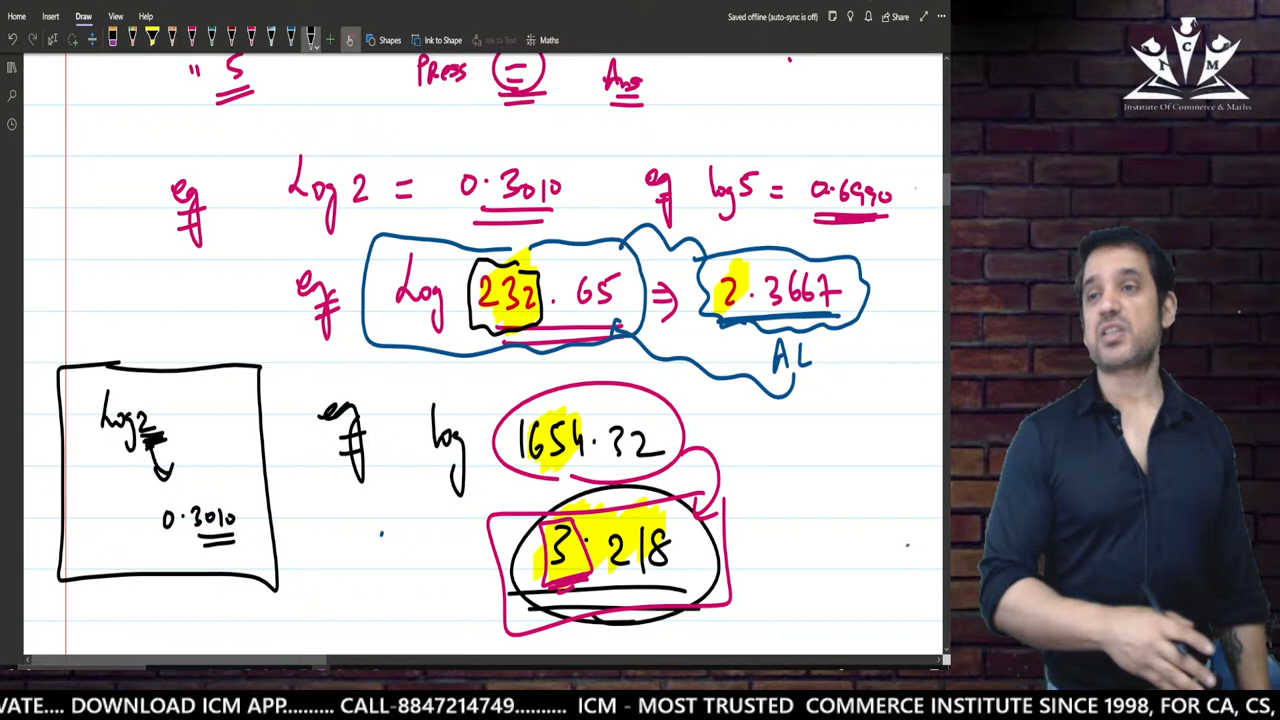 Home Insert Draw View
Saved offline (auto-sync is off)
Share
Shapes
Ink to Shape
Ink to Text
Maths
" 5 Press = Ans
eg Log 2 = 0.3010 eg log 5 = 0.6990
eg Log 232.65 ⇒ 2.3667
AL
Log 2
0.3010
eg log 1654.32
3.218
I C M
Institute Of Commerce & Maths
VATE.... DOWNLOAD ICM APP.......... CALL-8847214749....... ICM - MOST TRUSTED COMMERCE INSTITUTE SINCE 1998, FOR CA, CS,